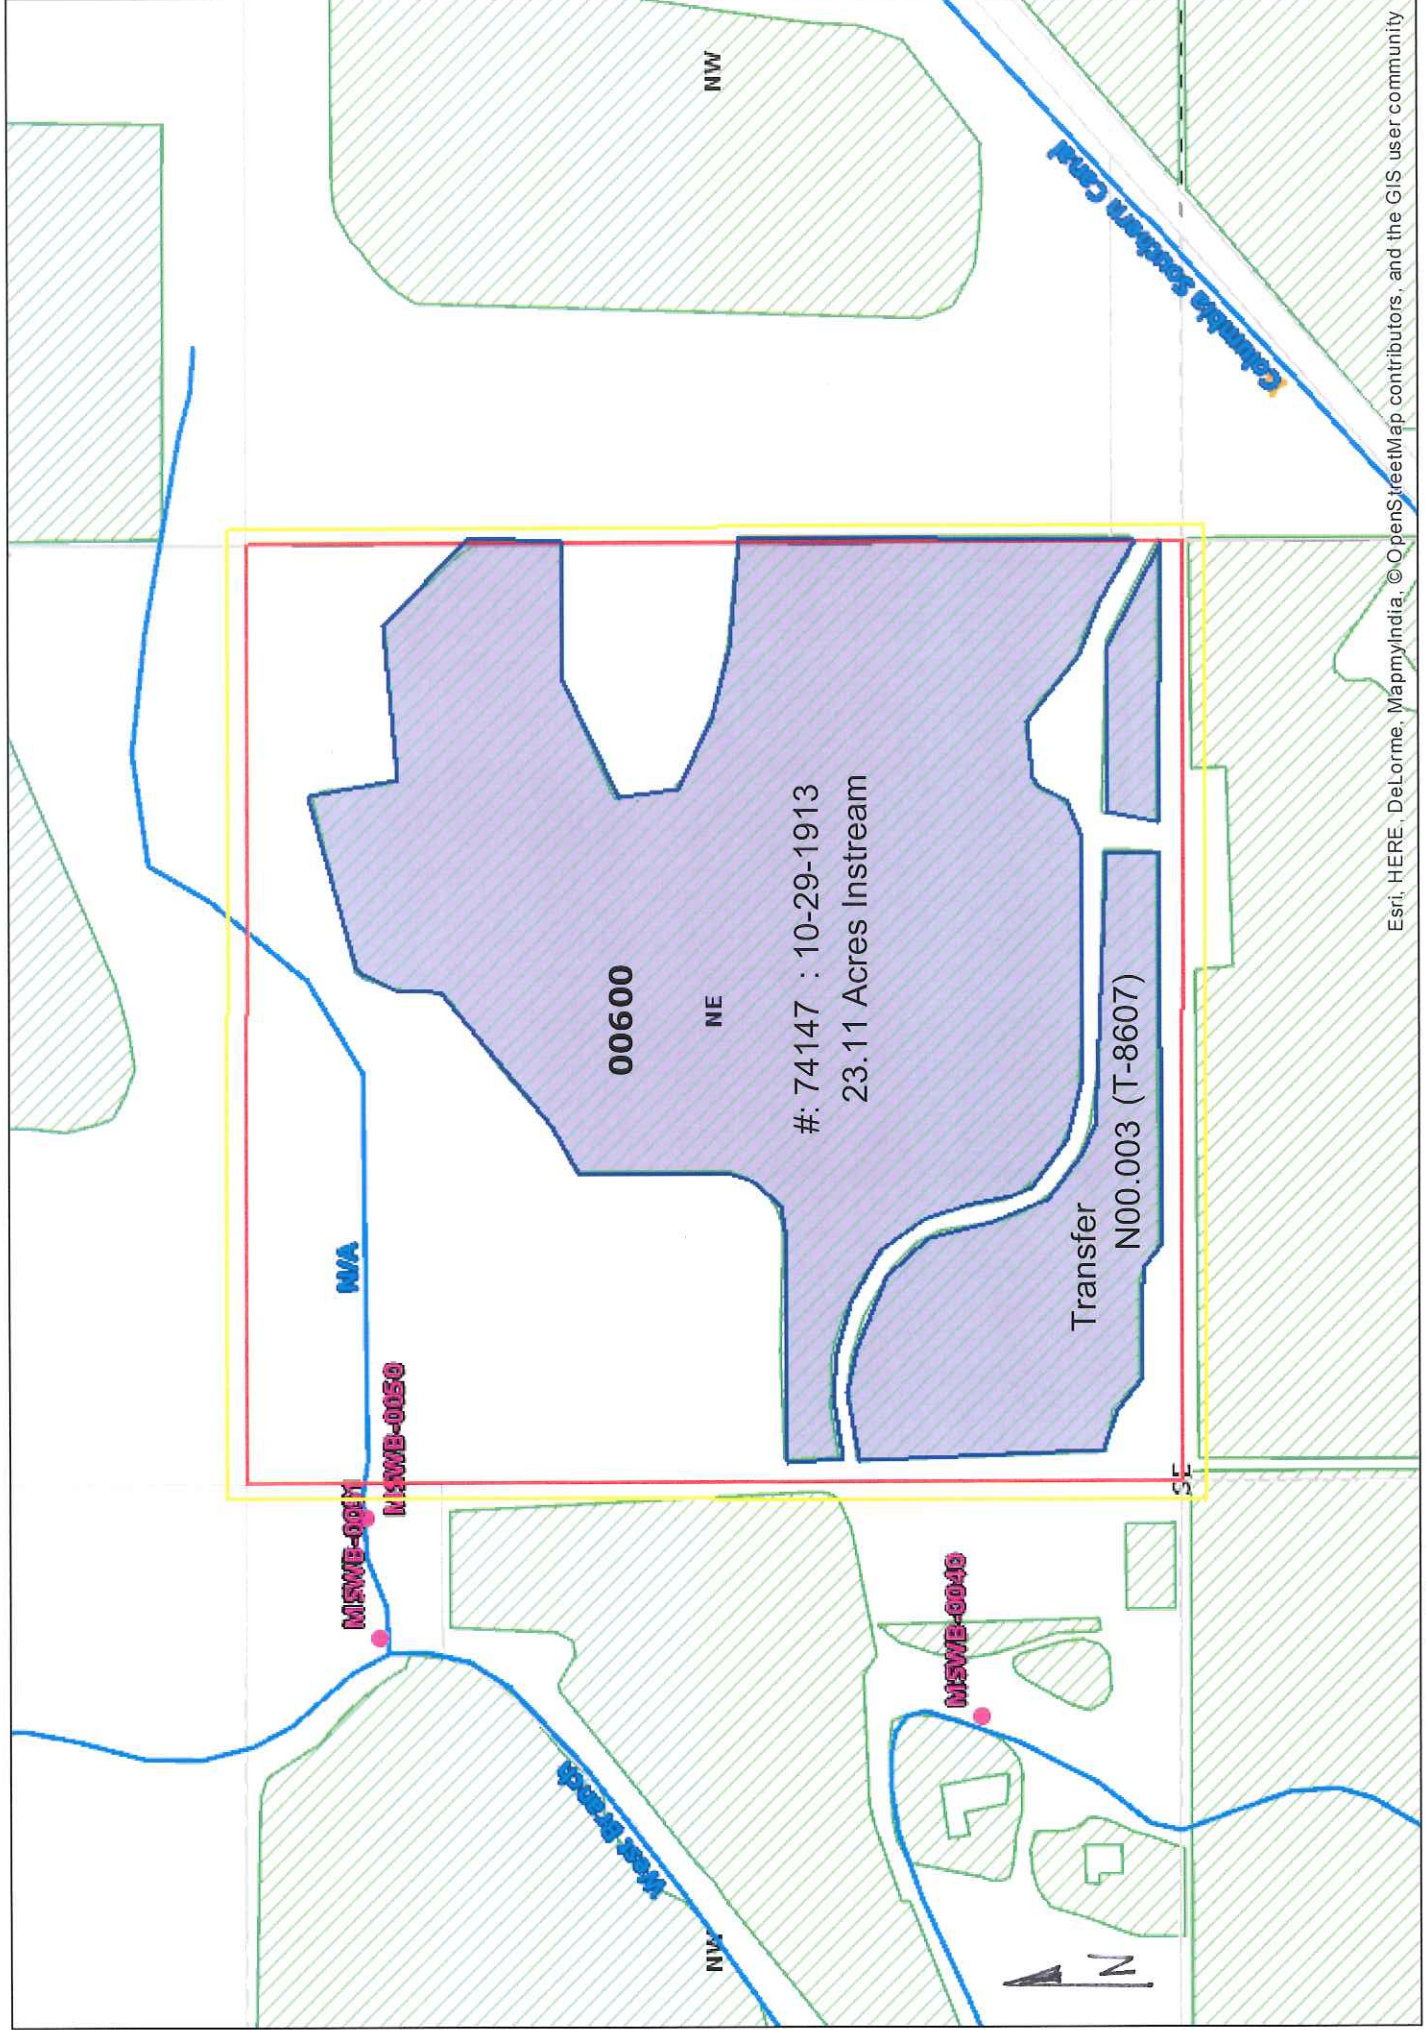 NW
Columbia Southern Canal
00600
NE
#: 74147 : 10-29-1913
23.11 Acres Instream
Transfer
N00.003 (T-8607)
N/A
MSWB-0050
MSWB-0041
MSWB-0040
West Branch
NW
SE
N
Esri, HERE, DeLorme, MapmyIndia, © OpenStreetMap contributors, and the GIS user community